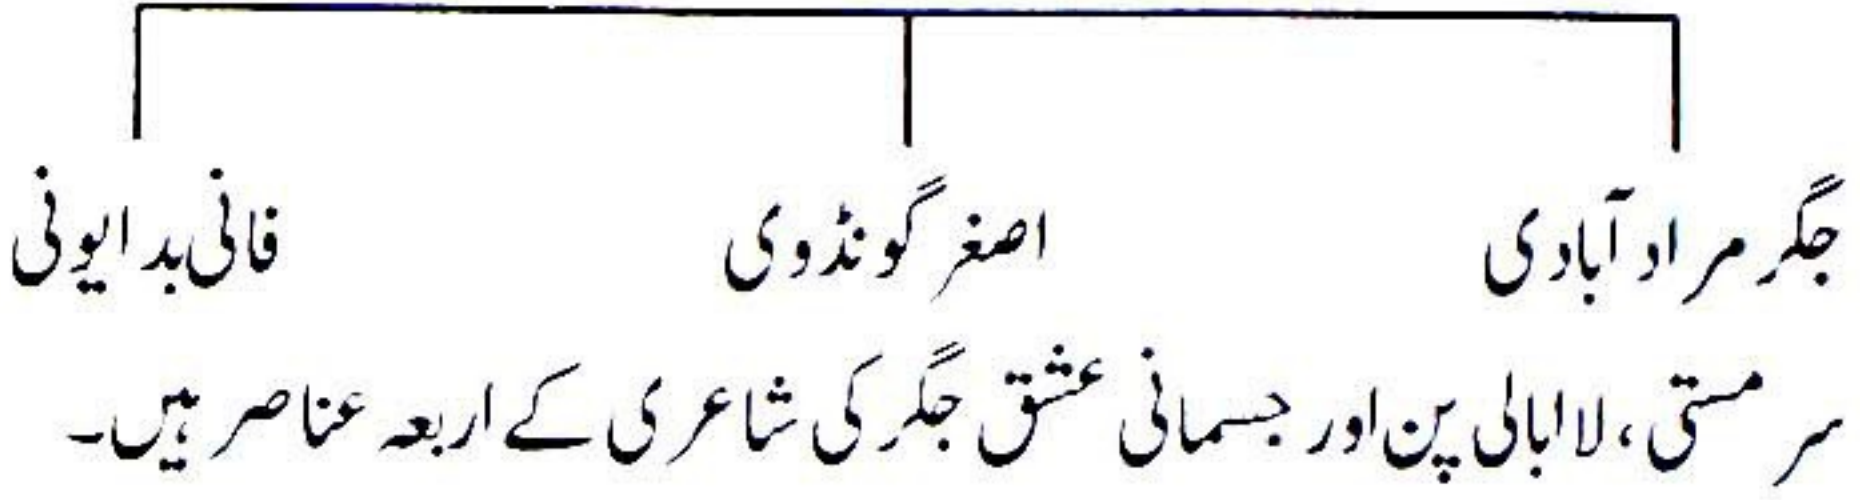 جگر مراد آبادی اصغر گونڈوی فانی بدایونی
سر مستی، لاابالی پن اور جسمانی عشق جگر کی شاعری کے اربعہ عناصر ہیں۔